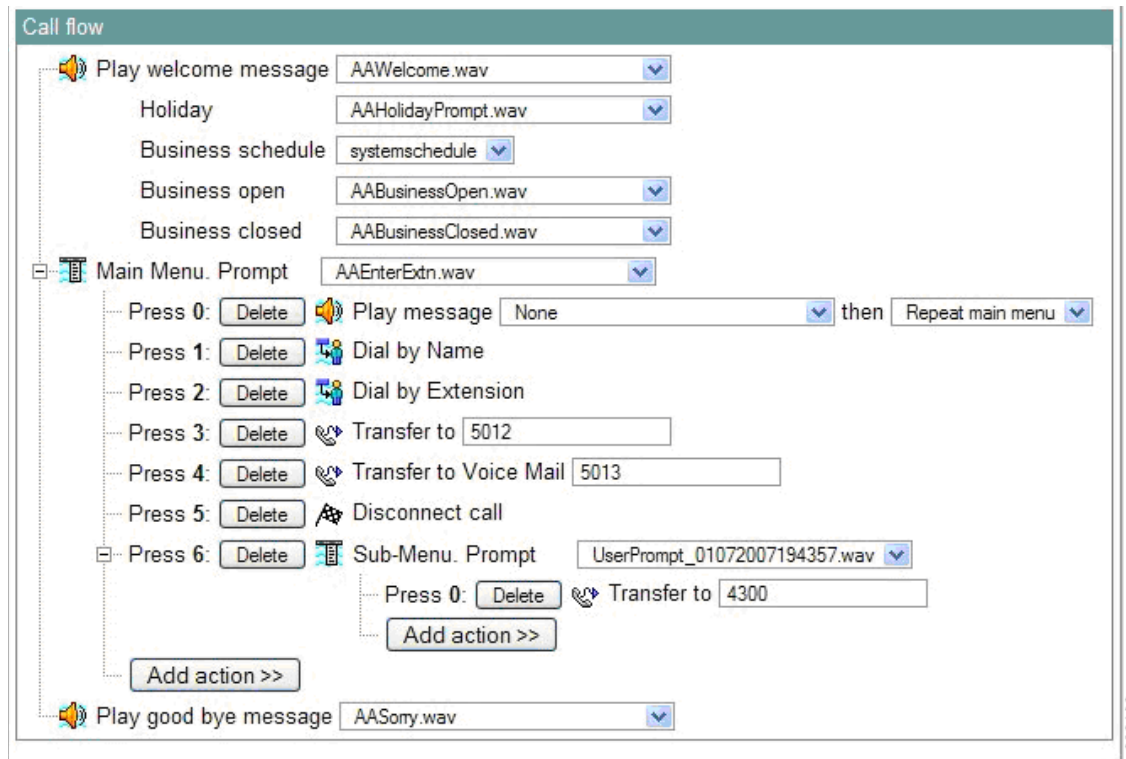 Call flow
Play welcome message AAWelcome.wav
Holiday AAHolidayPrompt.wav
Business schedule systemschedule
Business open AABusinessOpen.wav
Business closed AABusinessClosed.wav
Main Menu. Prompt AAEnterExtn.wav
Press 0: Delete Play message None then Repeat main menu
Press 1: Delete Dial by Name
Press 2: Delete Dial by Extension
Press 3: Delete Transfer to 5012
Press 4: Delete Transfer to Voice Mail 5013
Press 5: Delete Disconnect call
Press 6: Delete Sub-Menu. Prompt UserPrompt_01072007194357.wav
Press 0: Delete Transfer to 4300
Add action >>
Add action >>
Play good bye message AASorry.wav